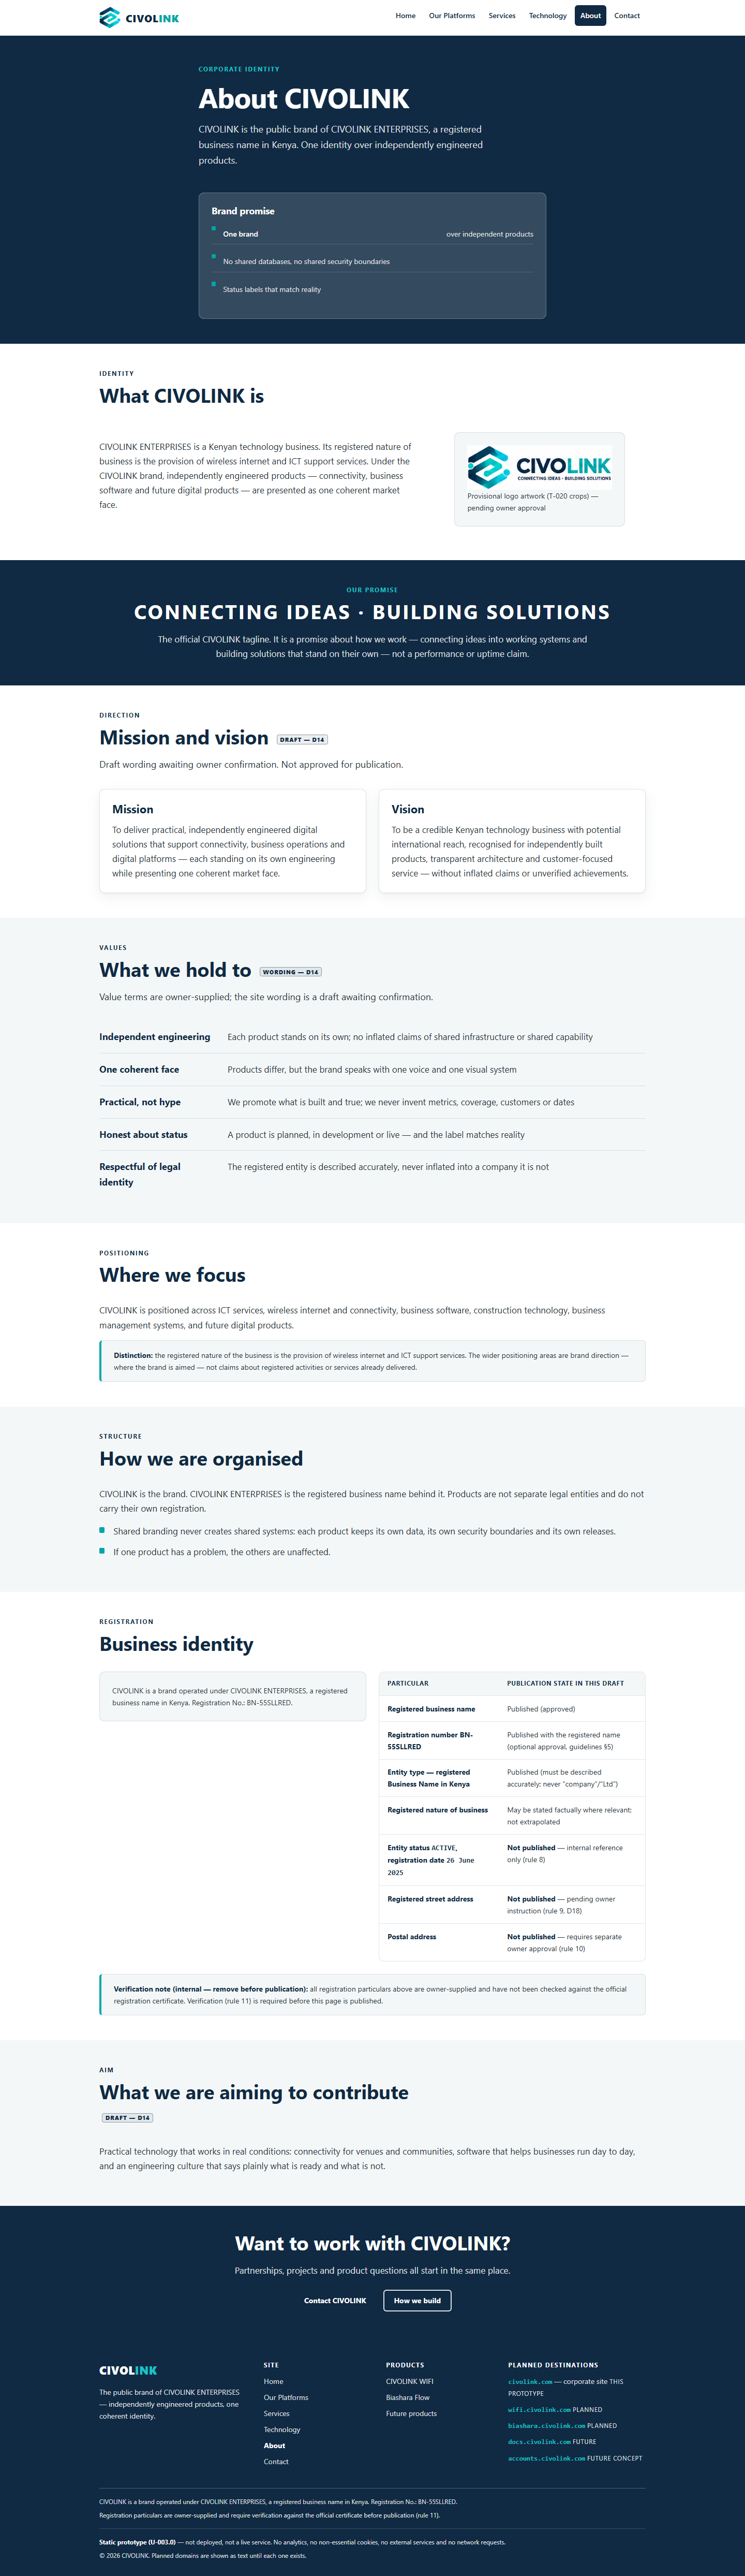 CIVOLINK
Home
Our Platforms
Services
Technology
About
Contact
CORPORATE IDENTITY
About CIVOLINK
CIVOLINK is the public brand of CIVOLINK ENTERPRISES, a registered
business name in Kenya. One identity over independently engineered
products.
Brand promise
One brand over independent products
No shared databases, no shared security boundaries
Status labels that match reality
IDENTITY
What CIVOLINK is
CIVOLINK ENTERPRISES is a Kenyan technology business. Its registered nature of
business is the provision of wireless internet and ICT support services. Under the
CIVOLINK brand, independently engineered products — connectivity, business
software and future digital products — are presented as one coherent market
face.
CIVOLINK
CONNECTING IDEAS · BUILDING SOLUTIONS
Provisional logo artwork (T-020 crops) —
pending owner approval
OUR PROMISE
CONNECTING IDEAS · BUILDING SOLUTIONS
The official CIVOLINK tagline. It is a promise about how we work — connecting ideas into working systems and
building solutions that stand on their own — not a performance or uptime claim.
DIRECTION
Mission and vision DRAFT — D14
Draft wording awaiting owner confirmation. Not approved for publication.
Mission
To deliver practical, independently engineered digital
solutions that support connectivity, business operations and
digital platforms — each standing on its own engineering
while presenting one coherent market face.
Vision
To be a credible Kenyan technology business with potential
international reach, recognised for independently built
products, transparent architecture and customer-focused
service — without inflated claims or unverified achievements.
VALUES
What we hold to WORDING — D14
Value terms are owner-supplied; the site wording is a draft awaiting confirmation.
Independent engineering Each product stands on its own; no inflated claims of shared infrastructure or shared capability
One coherent face Products differ, but the brand speaks with one voice and one visual system
Practical, not hype We promote what is built and true; we never invent metrics, coverage, customers or dates
Honest about status A product is planned, in development or live — and the label matches reality
Respectful of legal
identity
The registered entity is described accurately, never inflated into a company it is not
POSITIONING
Where we focus
CIVOLINK is positioned across ICT services, wireless internet and connectivity, business software, construction technology, business
management systems, and future digital products.
Distinction: the registered nature of the business is the provision of wireless internet and ICT support services. The wider positioning areas are brand direction —
where the brand is aimed — not claims about registered activities or services already delivered.
STRUCTURE
How we are organised
CIVOLINK is the brand. CIVOLINK ENTERPRISES is the registered business name behind it. Products are not separate legal entities and do not
carry their own registration.
Shared branding never creates shared systems: each product keeps its own data, its own security boundaries and its own releases.
If one product has a problem, the others are unaffected.
REGISTRATION
Business identity
CIVOLINK is a brand operated under CIVOLINK ENTERPRISES, a registered
business name in Kenya. Registration No.: BN-55SLLRED.
PARTICULAR PUBLICATION STATE IN THIS DRAFT
Registered business name Published (approved)
Registration number BN-
55SLLRED
Published with the registered name
(optional approval, guidelines §5)
Entity type — registered
Business Name in Kenya
Published (must be described
accurately; never "company"/"Ltd")
Registered nature of business
May be stated factually where relevant;
not extrapolated
Entity status ACTIVE,
registration date 26 June
2025
Not published — internal reference
only (rule 8)
Registered street address
Not published — pending owner
instruction (rule 9, D18)
Postal address
Not published — requires separate
owner approval (rule 10)
Verification note (internal — remove before publication): all registration particulars above are owner-supplied and have not been checked against the official
registration certificate. Verification (rule 11) is required before this page is published.
AIM
What we are aiming to contribute
DRAFT — D14
Practical technology that works in real conditions: connectivity for venues and communities, software that helps businesses run day to day,
and an engineering culture that says plainly what is ready and what is not.
Want to work with CIVOLINK?
Partnerships, projects and product questions all start in the same place.
Contact CIVOLINK
How we build
CIVOLINK
The public brand of CIVOLINK ENTERPRISES
— independently engineered products, one
coherent identity.
SITE
Home
Our Platforms
Services
Technology
About
Contact
PRODUCTS
CIVOLINK WIFI
Biashara Flow
Future products
PLANNED DESTINATIONS
civolink.com — corporate site THIS
PROTOTYPE
wifi.civolink.com PLANNED
biashara.civolink.com PLANNED
docs.civolink.com FUTURE
accounts.civolink.com FUTURE CONCEPT
CIVOLINK is a brand operated under CIVOLINK ENTERPRISES, a registered business name in Kenya. Registration No.: BN-55SLLRED.
Registration particulars are owner-supplied and require verification against the official certificate before publication (rule 11).
Static prototype (U-003.0) — not deployed, not a live service. No analytics, no non-essential cookies, no external services and no network requests.
© 2026 CIVOLINK. Planned domains are shown as text until each one exists.